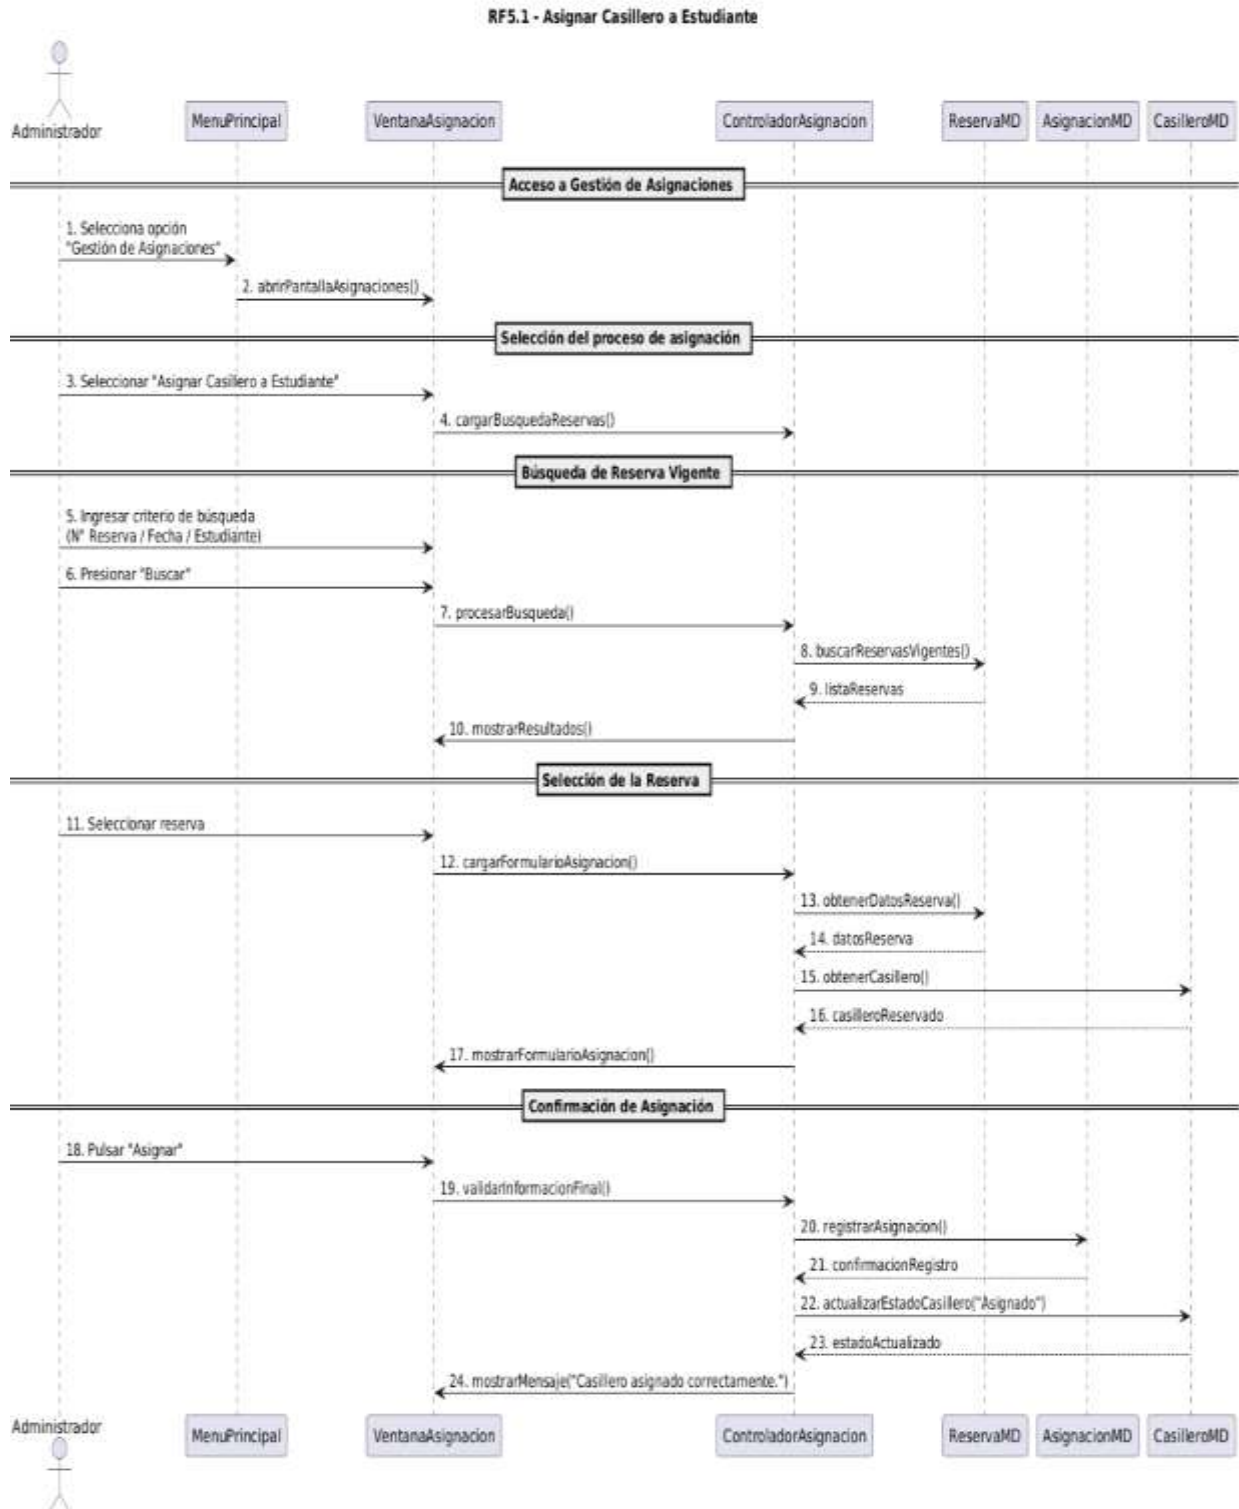 RF5.1 - Asignar Casillero a Estudiante
Administrador
MenuPrincipal
VentanaAsignacion
ControladorAsignacion
ReservaMD
AsignacionMD
CasilleroMD
Acceso a Gestión de Asignaciones
1. Selecciona opción
"Gestión de Asignaciones"
2. abrirPantallaAsignaciones()
Selección del proceso de asignación
3. Seleccionar "Asignar Casillero a Estudiante"
4. cargarBusquedaReservas()
Búsqueda de Reserva Vigente
5. Ingresar criterio de búsqueda
(N° Reserva / Fecha / Estudiante)
6. Presionar "Buscar"
7. procesarBusqueda()
8. buscarReservasVigentes()
9. listaReservas
10. mostrarResultados()
Selección de la Reserva
11. Seleccionar reserva
12. cargarFormularioAsignacion()
13. obtenerDatosReserva()
14. datosReserva
15. obtenerCasillero()
16. casilleroReservado
17. mostrarFormularioAsignacion()
Confirmación de Asignación
18. Pulsar "Asignar"
19. validarInformacionFinal()
20. registrarAsignacion()
21. confirmacionRegistro
22. actualizarEstadoCasillero("Asignado")
23. estadoActualizado
24. mostrarMensaje("Casillero asignado correctamente.")
Administrador
MenuPrincipal
VentanaAsignacion
ControladorAsignacion
ReservaMD
AsignacionMD
CasilleroMD